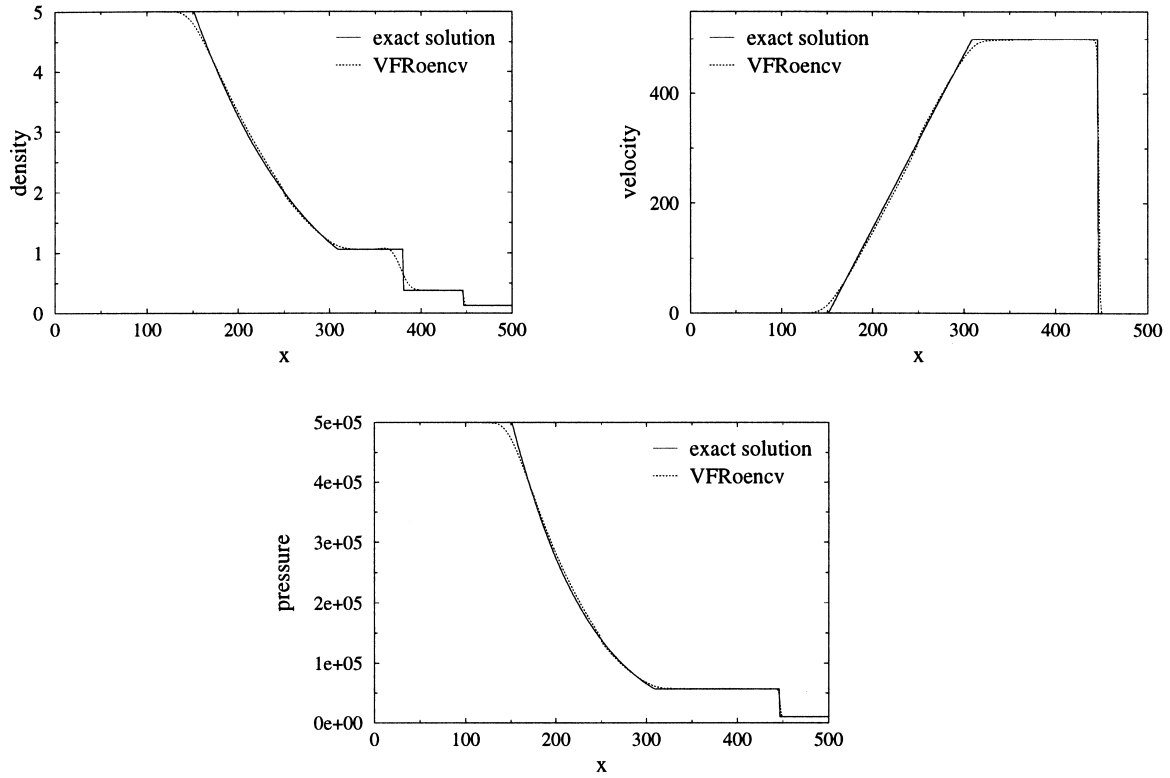 5
4
3
2
1
0
density
0 100 200 300 400 500
x
exact solution
VFRoencv
400
200
0
velocity
0 100 200 300 400 500
x
exact solution
VFRoencv
5e+05
4e+05
3e+05
2e+05
1e+05
0e+00
pressure
0 100 200 300 400 500
x
exact solution
VFRoencv